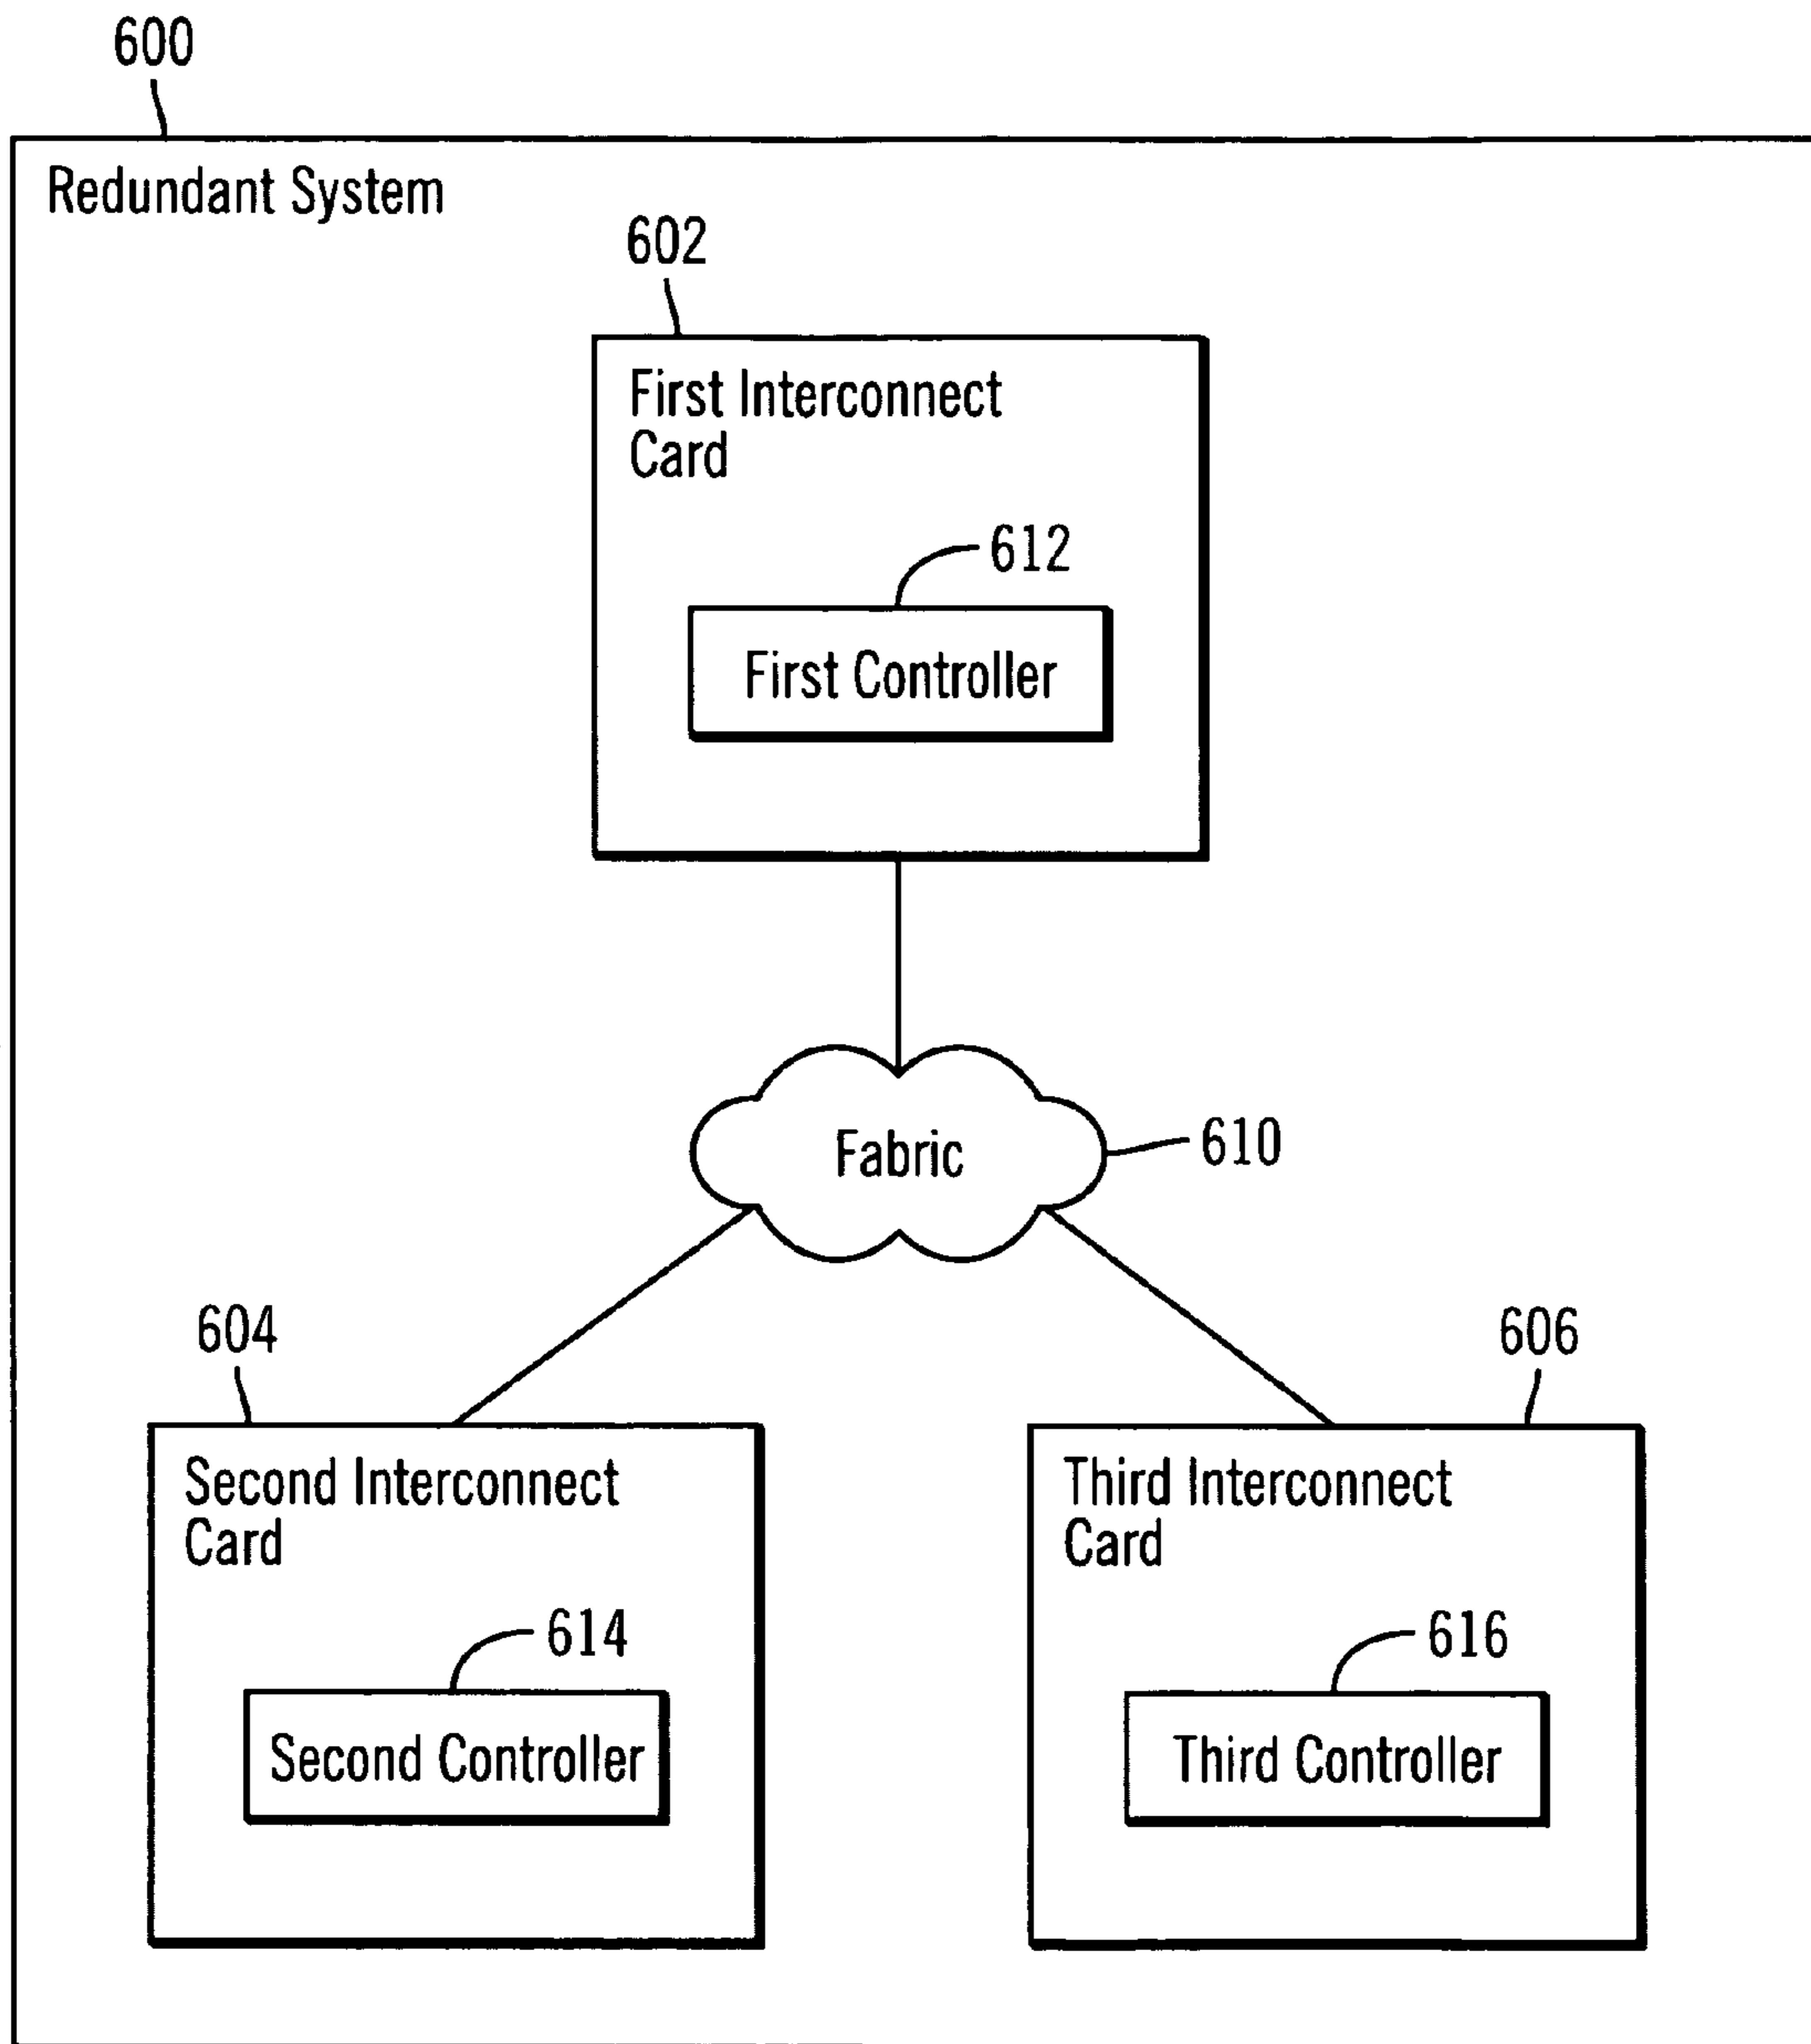 600
Redundant System
602
First Interconnect
Card
612
First Controller
Fabric
610
604
Second Interconnect
Card
614
Second Controller
606
Third Interconnect
Card
616
Third Controller